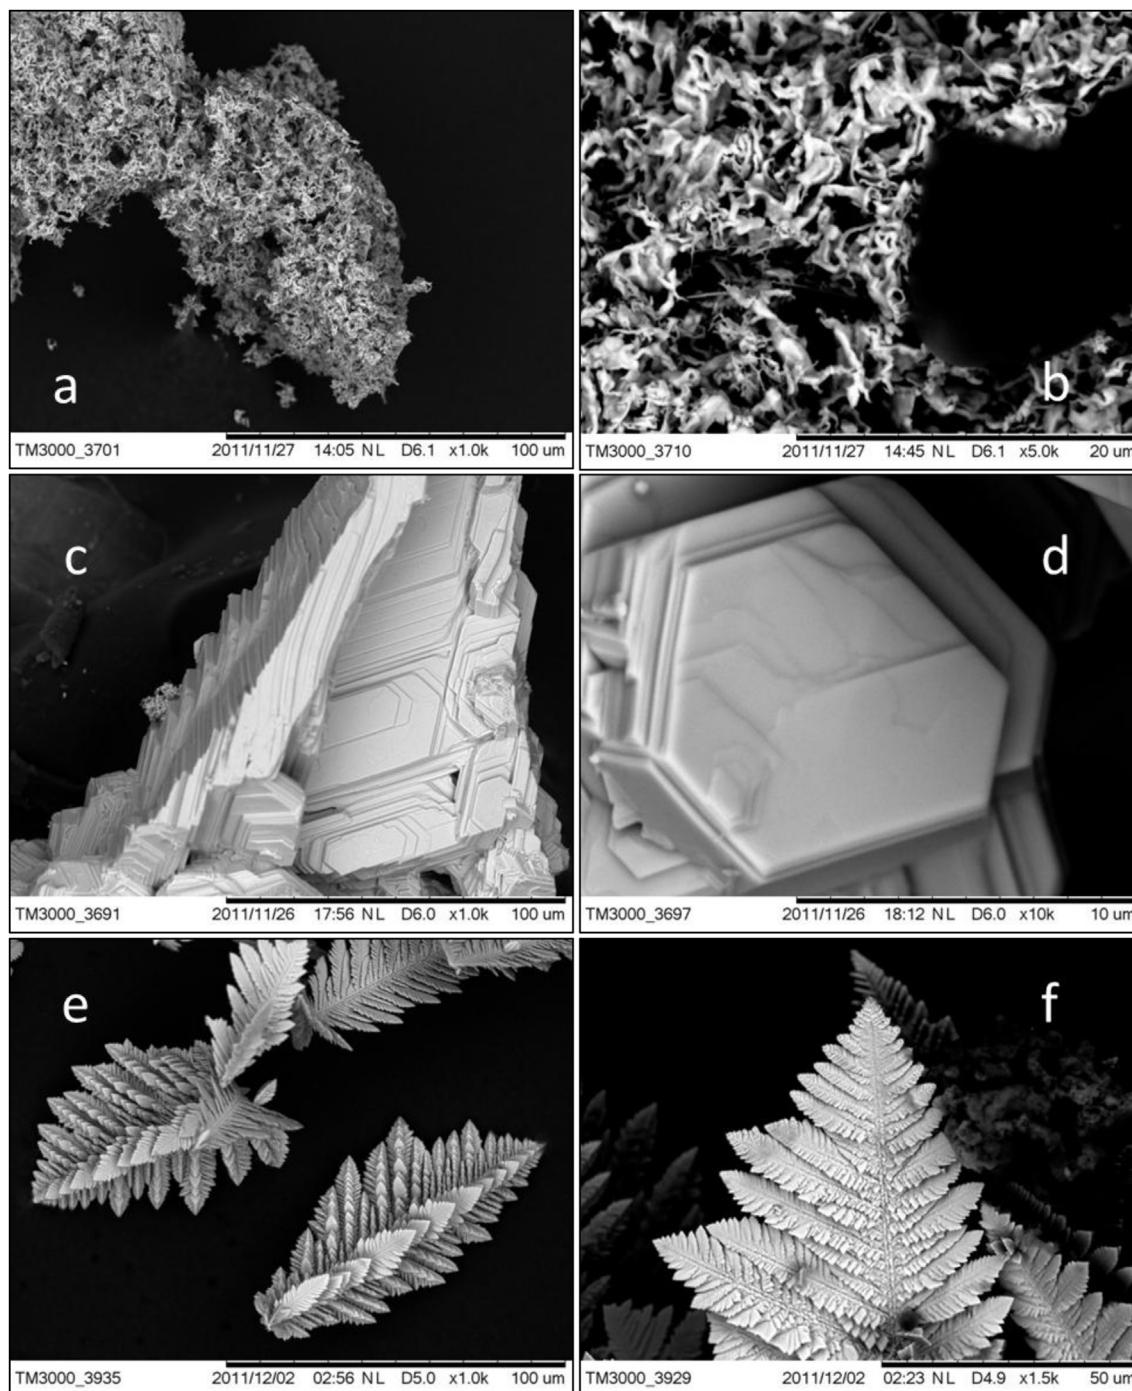 a
TM3000_3701 2011/11/27 14:05 NL D6.1 x1.0k 100 um
b
TM3000_3710 2011/11/27 14:45 NL D6.1 x5.0k 20 um
c
TM3000_3691 2011/11/26 17:56 NL D6.0 x1.0k 100 um
d
TM3000_3697 2011/11/26 18:12 NL D6.0 x10k 10 um
e
TM3000_3935 2011/12/02 02:56 NL D5.0 x1.0k 100 um
f
TM3000_3929 2011/12/02 02:23 NL D4.9 x1.5k 50 um